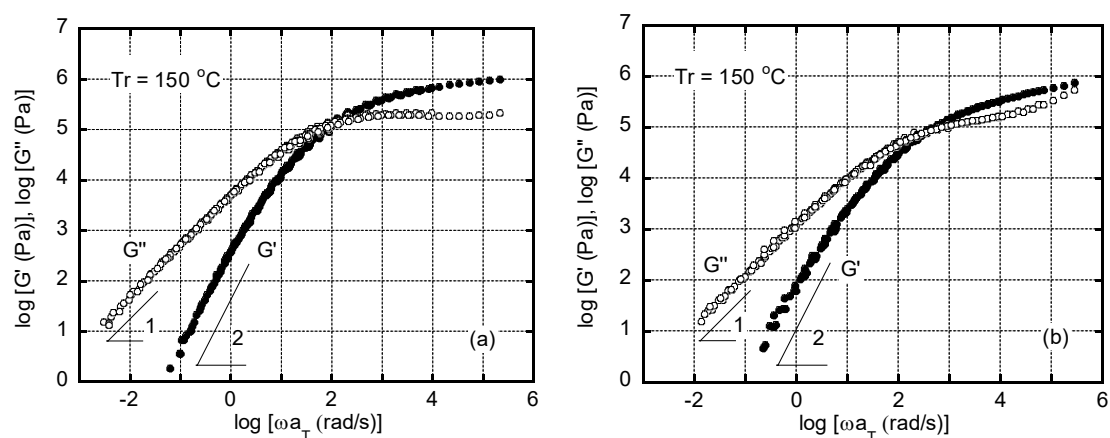 7
6
5
4
3
2
1
0
-2
0
2
4
6
log [G' (Pa)], log [G" (Pa)]
log [ωa_T (rad/s)]
Tr = 150 °C
G"
G'
1
2
(a)
7
6
5
4
3
2
1
0
-2
0
2
4
6
log [G' (Pa)], log [G" (Pa)]
log [ωa_T (rad/s)]
Tr = 150 °C
G"
G'
1
2
(b)